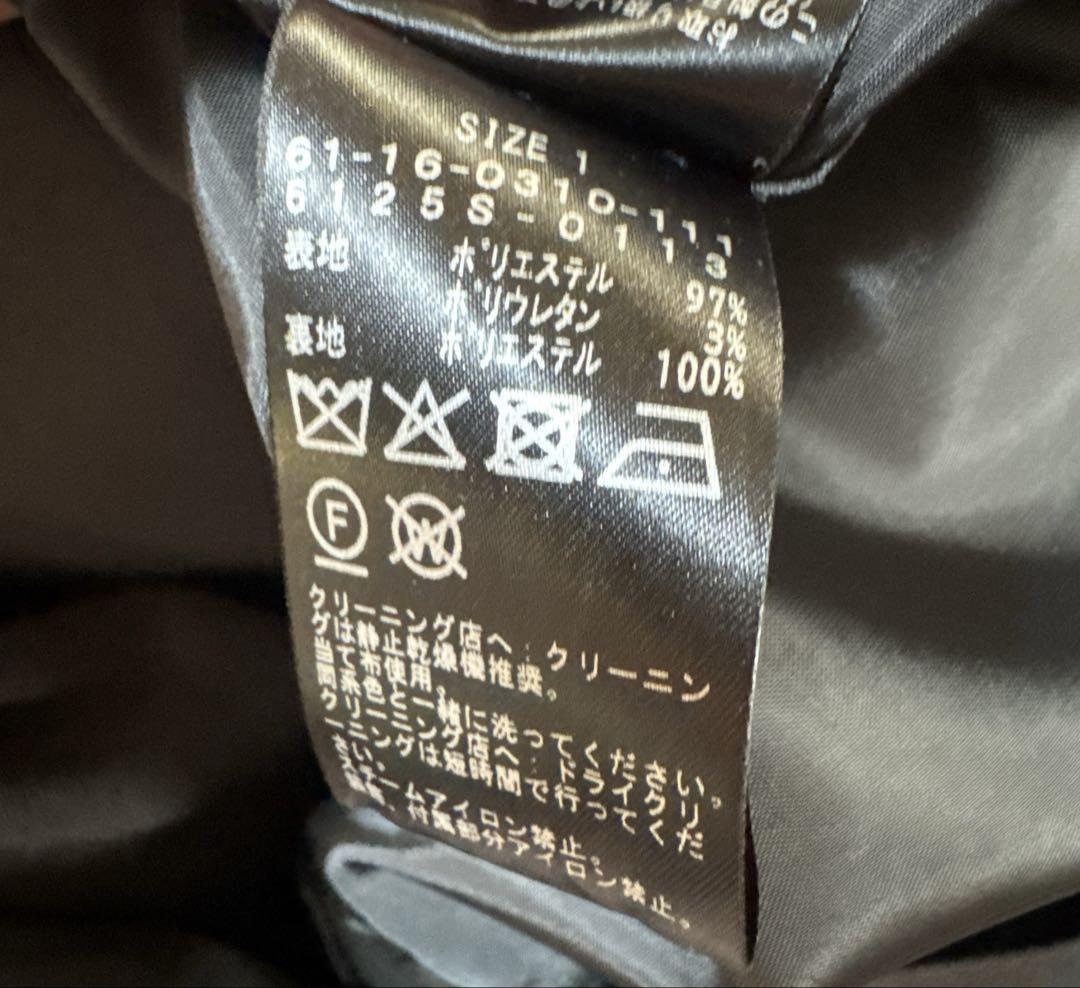 SIZE 1
61-16-0310-111
6125S-0113
表地 ポリエステル 97%
ポリウレタン 3%
裏地 ポリエステル 100%
F W
クリーニング店へ：クリーニン
グは静止乾燥機推奨。
当て布使用。
同系色と一緒に洗ってください。
クリーニング店へ：ドライクリ
ーニングは短時間で行ってくだ
さい。
スチームアイロン禁止。
付属部分アイロン禁止。